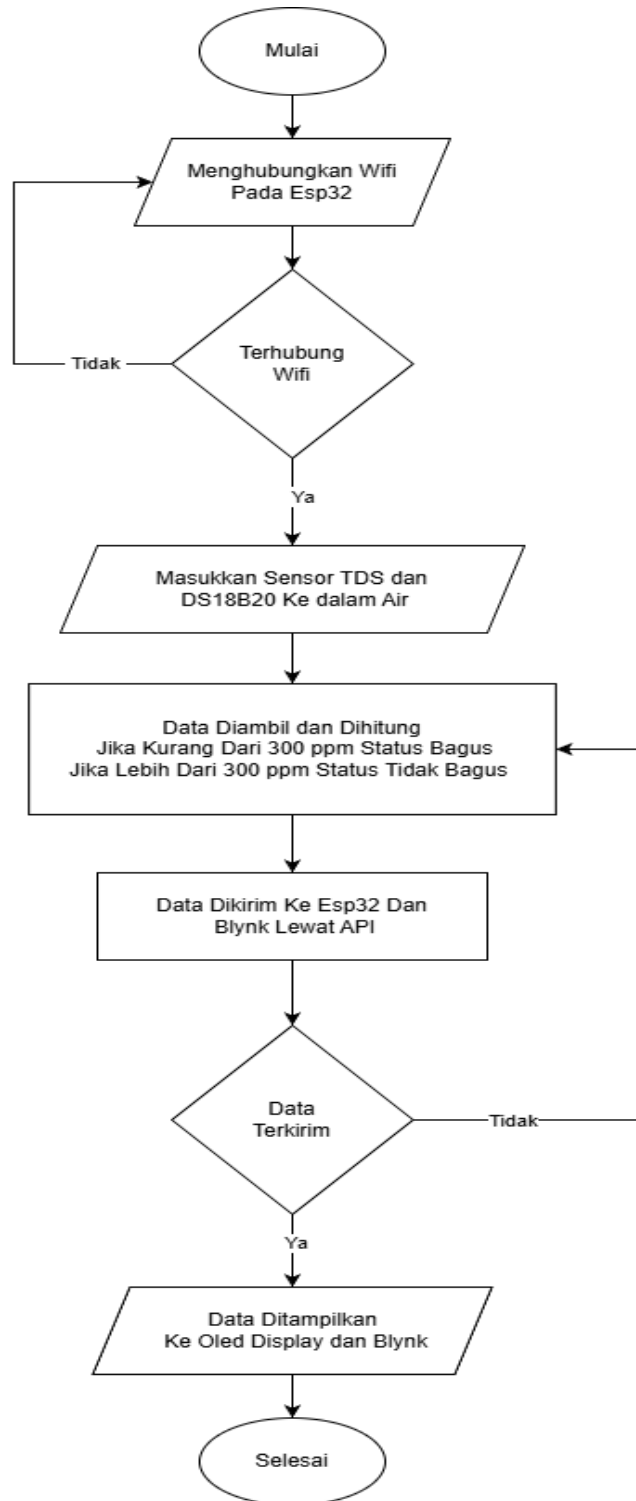 Mulai
Menghubungkan Wifi
Pada Esp32
Terhubung
Wifi
Tidak
Ya
Masukkan Sensor TDS dan
DS18B20 Ke dalam Air
Data Diambil dan Dihitung
Jika Kurang Dari 300 ppm Status Bagus
Jika Lebih Dari 300 ppm Status Tidak Bagus
Data Dikirim Ke Esp32 Dan
Blynk Lewat API
Data
Terkirim
Tidak
Ya
Data Ditampilkan
Ke Oled Display dan Blynk
Selesai